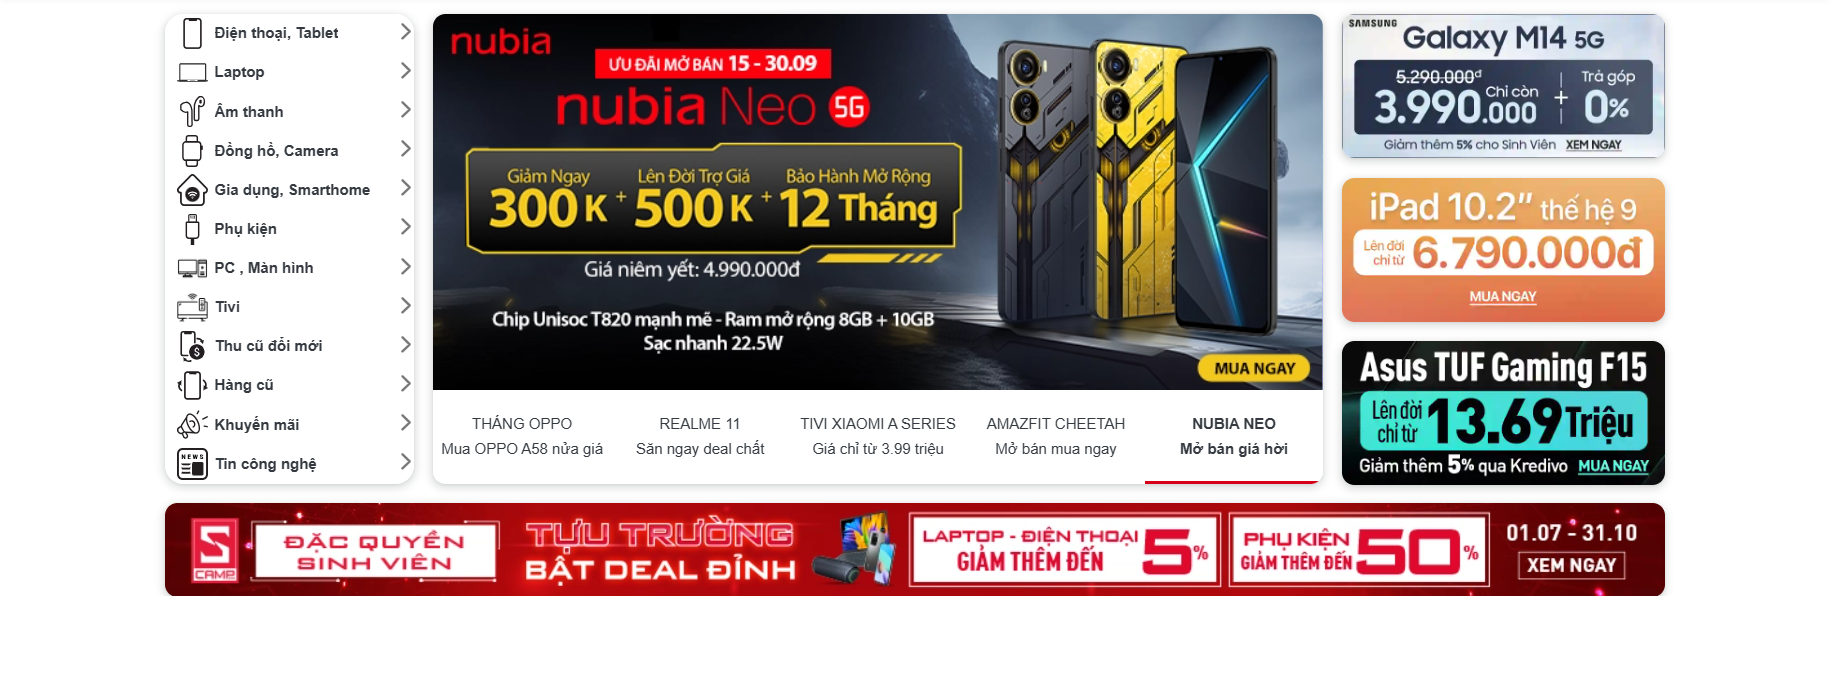 Điện thoại, Tablet
Laptop
Âm thanh
Đồng hồ, Camera
Gia dụng, Smarthome
Phụ kiện
PC , Màn hình
Tivi
Thu cũ đổi mới
Hàng cũ
Khuyến mãi
NEWS
Tin công nghệ
nubia
ƯU ĐÃI MỞ BÁN 15 - 30.09
nubia Neo 5G
Giảm Ngay
300K
+
Lên Đời Trợ Giá
500K
+
Bảo Hành Mở Rộng
12 Tháng
Giá niêm yết: 4.990.000đ
Chip Unisoc T820 mạnh mẽ - Ram mở rộng 8GB + 10GB
Sạc nhanh 22.5W
MUA NGAY
THÁNG OPPO
Mua OPPO A58 nửa giá
REALME 11
Săn ngay deal chất
TIVI XIAOMI A SERIES
Giá chỉ từ 3.99 triệu
AMAZFIT CHEETAH
Mở bán mua ngay
NUBIA NEO
Mở bán giá hời
SAMSUNG
Galaxy M14 5G
5.290.000đ
Chỉ còn
3.990.000
+
Trả góp
0%
Giảm thêm 5% cho Sinh Viên XEM NGAY
iPad 10.2” thế hệ 9
Lên đời
chỉ từ
6.790.000đ
MUA NGAY
Asus TUF Gaming F15
Lên đời
chỉ từ
13.69 Triệu
Giảm thêm 5% qua Kredivo MUA NGAY
S
CAMP
ĐẶC QUYỀN
SINH VIÊN
TỰU TRƯỜNG
BẬT DEAL ĐỈNH
LAPTOP - ĐIỆN THOẠI
GIẢM THÊM ĐẾN
5%
PHỤ KIỆN
GIẢM THÊM ĐẾN
50%
01.07 - 31.10
XEM NGAY